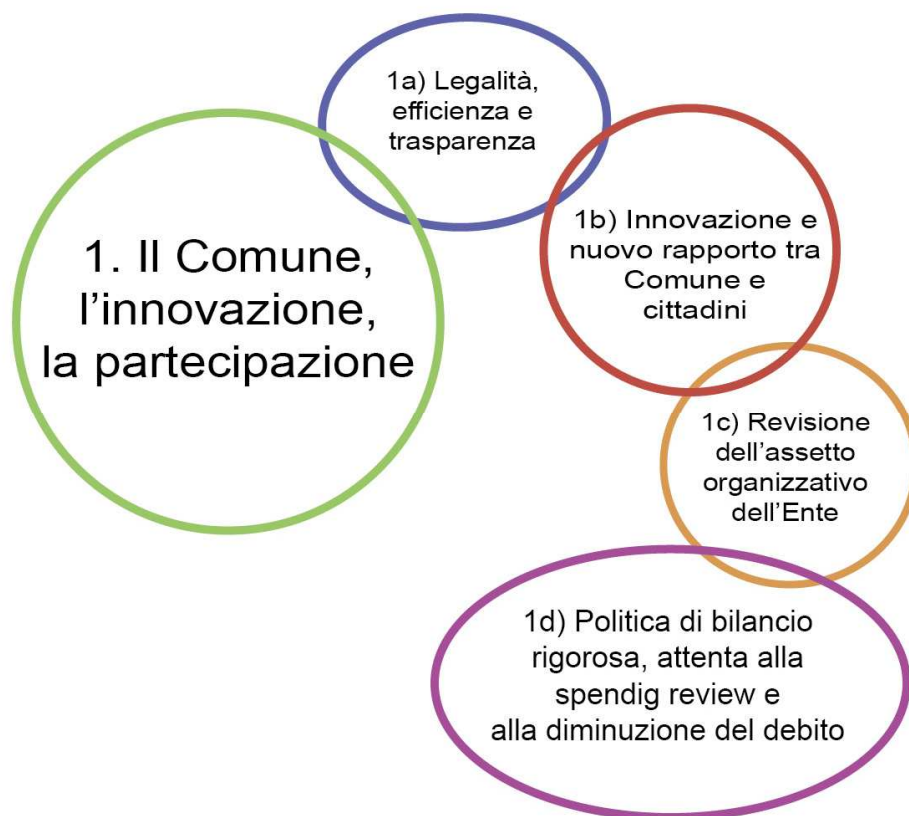 1a) Legalità,
efficienza e
trasparenza
1. Il Comune,
l’innovazione,
la partecipazione
1b) Innovazione e
nuovo rapporto tra
Comune e
cittadini
1c) Revisione
dell’assetto
organizzativo
dell’Ente
1d) Politica di bilancio
rigorosa, attenta alla
spendig review e
alla diminuzione del debito